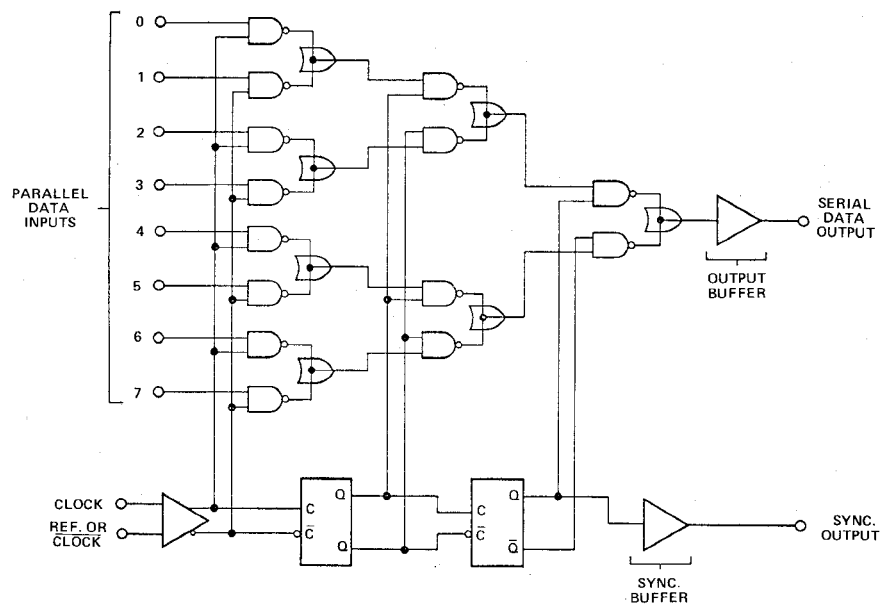 0
1
2
3
4
5
6
7
PARALLEL
DATA
INPUTS
SERIAL
DATA
OUTPUT
OUTPUT
BUFFER
CLOCK
REF. OR
CLOCK
C
C
Q
Q
C
C
Q
Q
SYNC.
OUTPUT
SYNC.
BUFFER